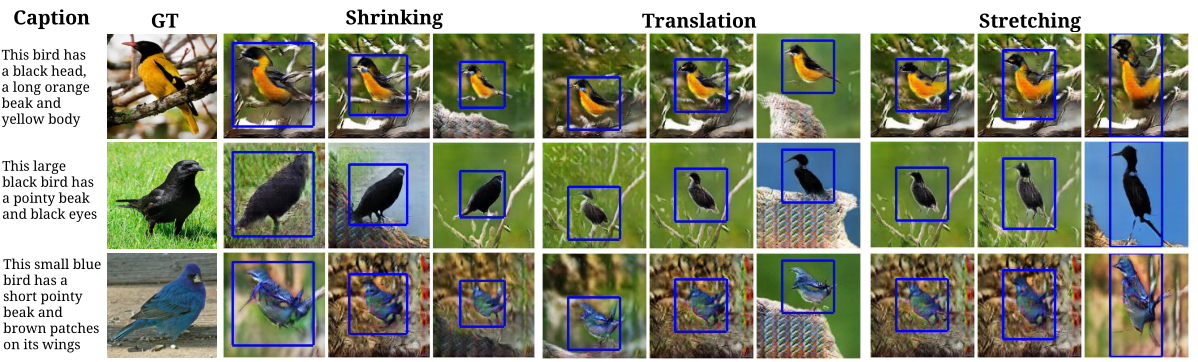 Caption
GT
Shrinking
Translation
Stretching
This bird has
a black head,
a long orange
beak and
yellow body
This large
black bird has
a pointy beak
and black eyes
This small blue
bird has a
short pointy
beak and
brown patches
on its wings